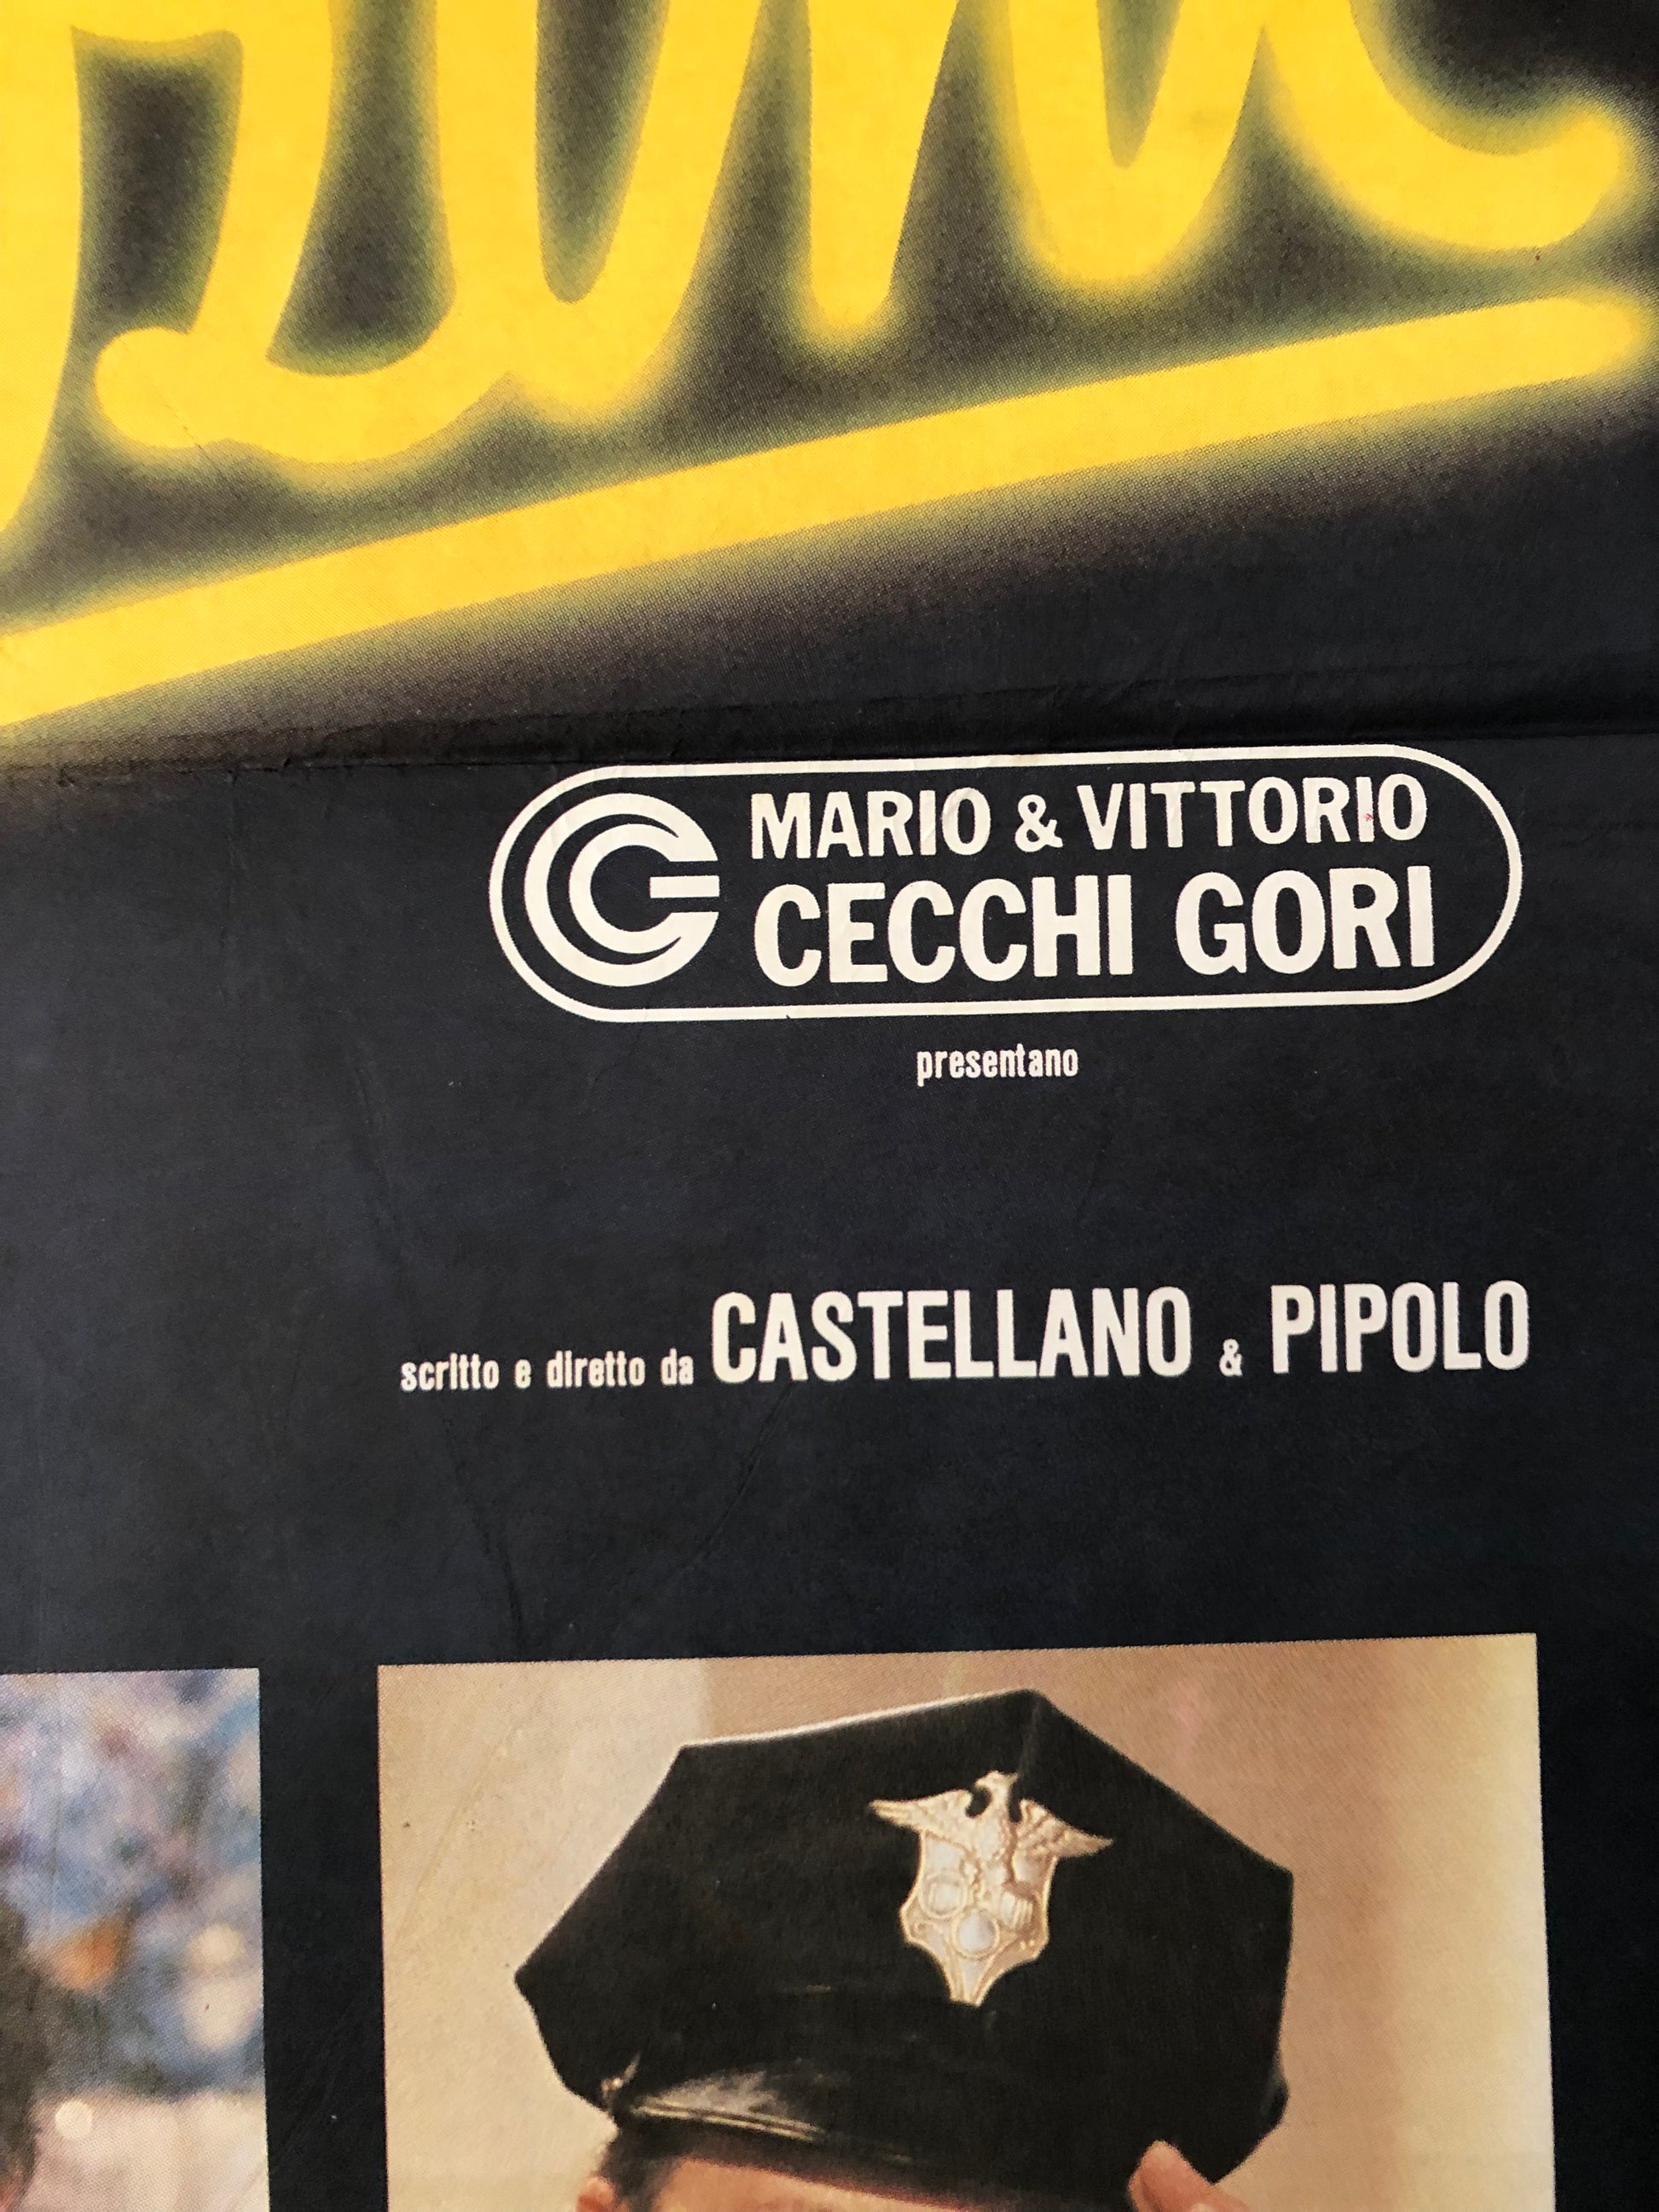 MARIO & VITTORIO
CECCHI GORI
presentano
scritto e diretto da CASTELLANO & PIPOLO